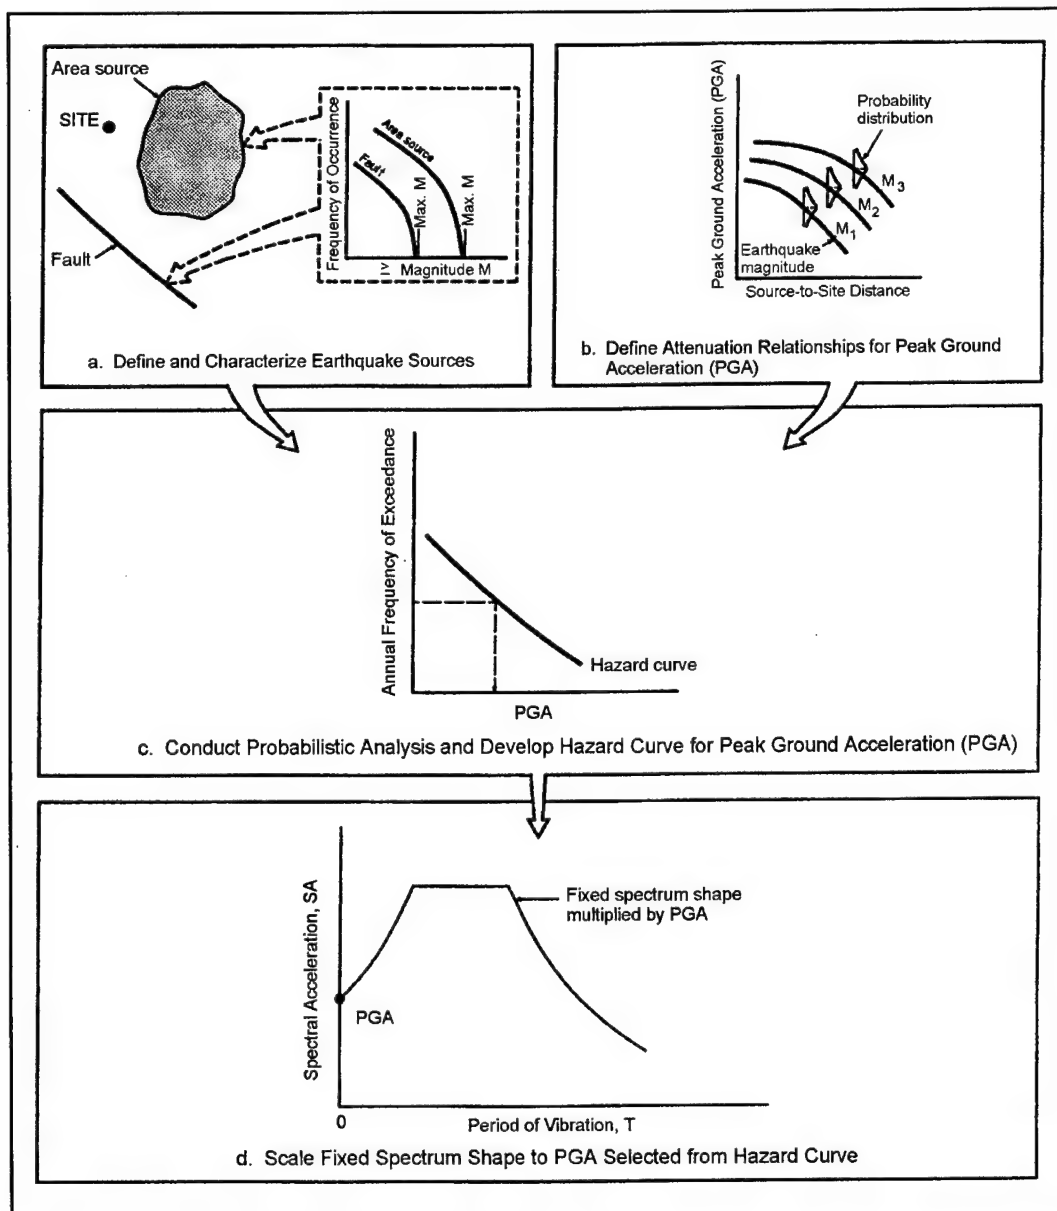 Area source
SITE
Fault
Frequency of Occurrence
Area source
Fault
Max. M
Max. M
≥ Magnitude M
a. Define and Characterize Earthquake Sources
Peak Ground Acceleration (PGA)
Probability
distribution
M3
M2
M1
Earthquake
magnitude
Source-to-Site Distance
b. Define Attenuation Relationships for Peak Ground
Acceleration (PGA)
Annual Frequency of Exceedance
Hazard curve
PGA
c. Conduct Probabilistic Analysis and Develop Hazard Curve for Peak Ground Acceleration (PGA)
Spectral Acceleration, SA
Fixed spectrum shape
multiplied by PGA
PGA
0
Period of Vibration, T
d. Scale Fixed Spectrum Shape to PGA Selected from Hazard Curve